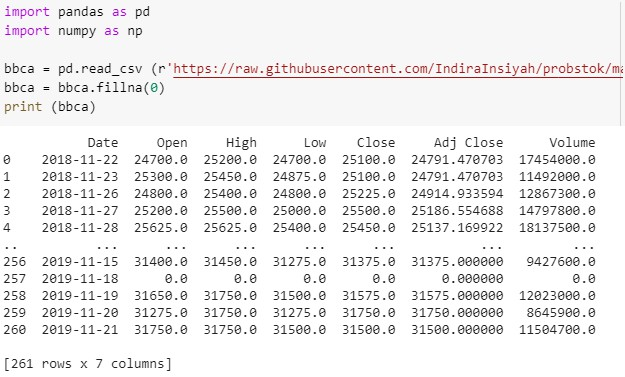 import pandas as pd
import numpy as np
bbca = pd.read_csv (r'https://raw.githubusercontent.com/IndiraInsiyah/probstok/ma
bbca = bbca.fillna(0)
print (bbca)
Date Open High Low Close Adj Close Volume
0 2018-11-22 24700.0 25200.0 24700.0 25100.0 24791.470703 17454000.0
1 2018-11-23 25300.0 25450.0 24875.0 25100.0 24791.470703 11492000.0
2 2018-11-26 24800.0 25400.0 24800.0 25225.0 24914.933594 12867300.0
3 2018-11-27 25200.0 25500.0 25000.0 25500.0 25186.554688 14797800.0
4 2018-11-28 25625.0 25625.0 25400.0 25450.0 25137.169922 18137500.0
.. ... ... ... ... ... ... ...
256 2019-11-15 31400.0 31450.0 31275.0 31375.0 31375.000000 9427600.0
257 2019-11-18 0.0 0.0 0.0 0.0 0.000000 0.0
258 2019-11-19 31650.0 31750.0 31500.0 31575.0 31575.000000 12023000.0
259 2019-11-20 31275.0 31750.0 31275.0 31750.0 31750.000000 8645900.0
260 2019-11-21 31750.0 31750.0 31500.0 31500.0 31500.000000 11504700.0
[261 rows x 7 columns]